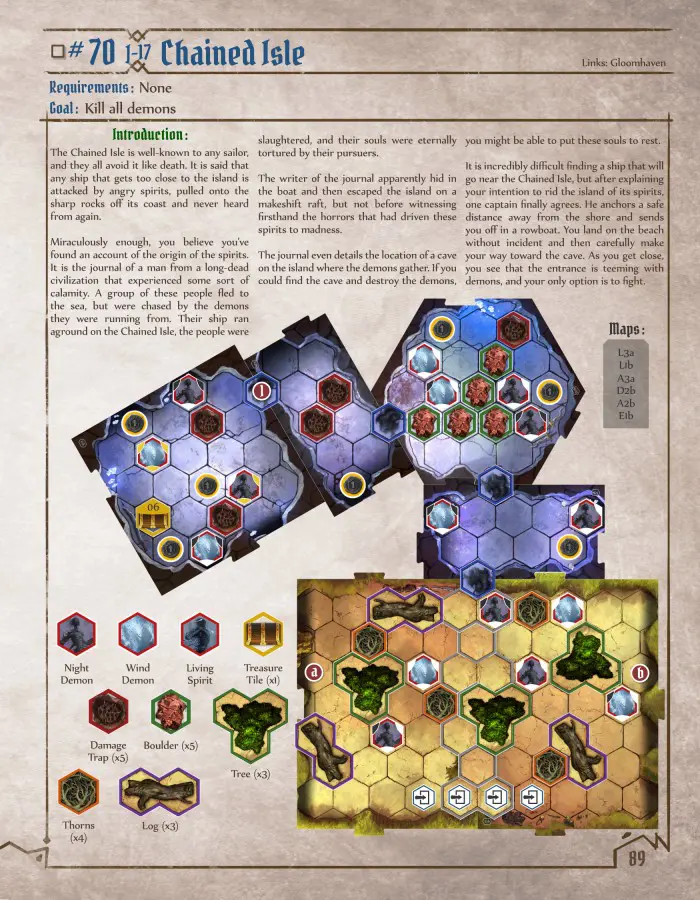 #70 1-17 Chained Isle
Links: Gloomhaven
Requirements: None
Goal: Kill all demons
Introduction:
The Chained Isle is well-known to any sailor,
and they all avoid it like death. It is said that
any ship that gets too close to the island is
attacked by angry spirits, pulled onto the
sharp rocks off its coast and never heard
from again.
Miraculously enough, you believe you've
found an account of the origin of the spirits.
It is the journal of a man from a long-dead
civilization that experienced some sort of
calamity. A group of these people fled to
the sea, but were chased by the demons
they were running from. Their ship ran
aground on the Chained Isle, the people were
slaughtered, and their souls were eternally
tortured by their pursuers.
The writer of the journal apparently hid in
the boat and then escaped the island on a
makeshift raft, but not before witnessing
firsthand the horrors that had driven these
spirits to madness.
The journal even details the location of a cave
on the island where the demons gather. If you
could find the cave and destroy the demons,
you might be able to put these souls to rest.
It is incredibly difficult finding a ship that will
go near the Chained Isle, but after explaining
your intention to rid the island of its spirits,
one captain finally agrees. He anchors a safe
distance away from the shore and sends
you off in a rowboat. You land on the beach
without incident and then carefully make
your way toward the cave. As you get close,
you see that the entrance is teeming with
demons, and your only option is to fight.
Maps:
L3a
L1b
A3a
D2b
A2b
E1b
1
1
1
1
1
1
1
1
06
1
1
a
b
Night
Demon
Wind
Demon
Living
Spirit
Treasure
Tile (x1)
Damage
Trap (x5)
Boulder (x5)
Tree (x3)
Thorns
(x4)
Log (x3)
89